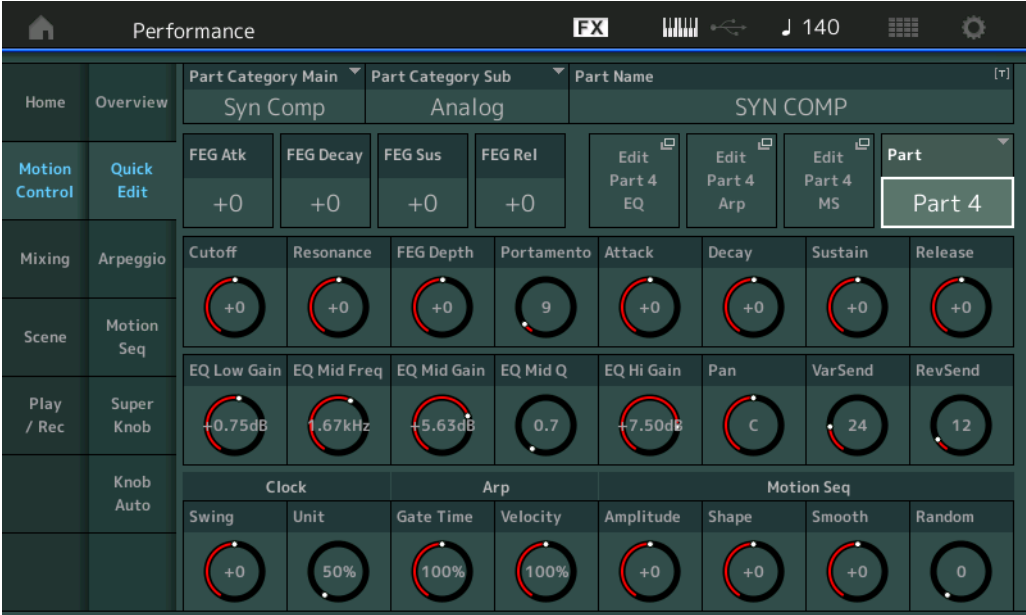 Performance FX 140
Home Overview
Motion Control Quick Edit
Mixing Arpeggio
Scene Motion Seq
Play / Rec Super Knob
Knob Auto
Part Category Main Part Category Sub Part Name [T]
Syn Comp Analog SYN COMP
FEG Atk FEG Decay FEG Sus FEG Rel Edit Part 4 EQ Edit Part 4 Arp Edit Part 4 MS Part
+0 +0 +0 +0 Part 4
Cutoff Resonance FEG Depth Portamento Attack Decay Sustain Release
+0 +0 +0 9 +0 +0 +0 +0
EQ Low Gain EQ Mid Freq EQ Mid Gain EQ Mid Q EQ Hi Gain Pan VarSend RevSend
+0.75dB 1.67kHz +5.63dB 0.7 +7.50dB C 24 12
Clock Arp Motion Seq
Swing Unit Gate Time Velocity Amplitude Shape Smooth Random
+0 50% 100% 100% +0 +0 +0 0